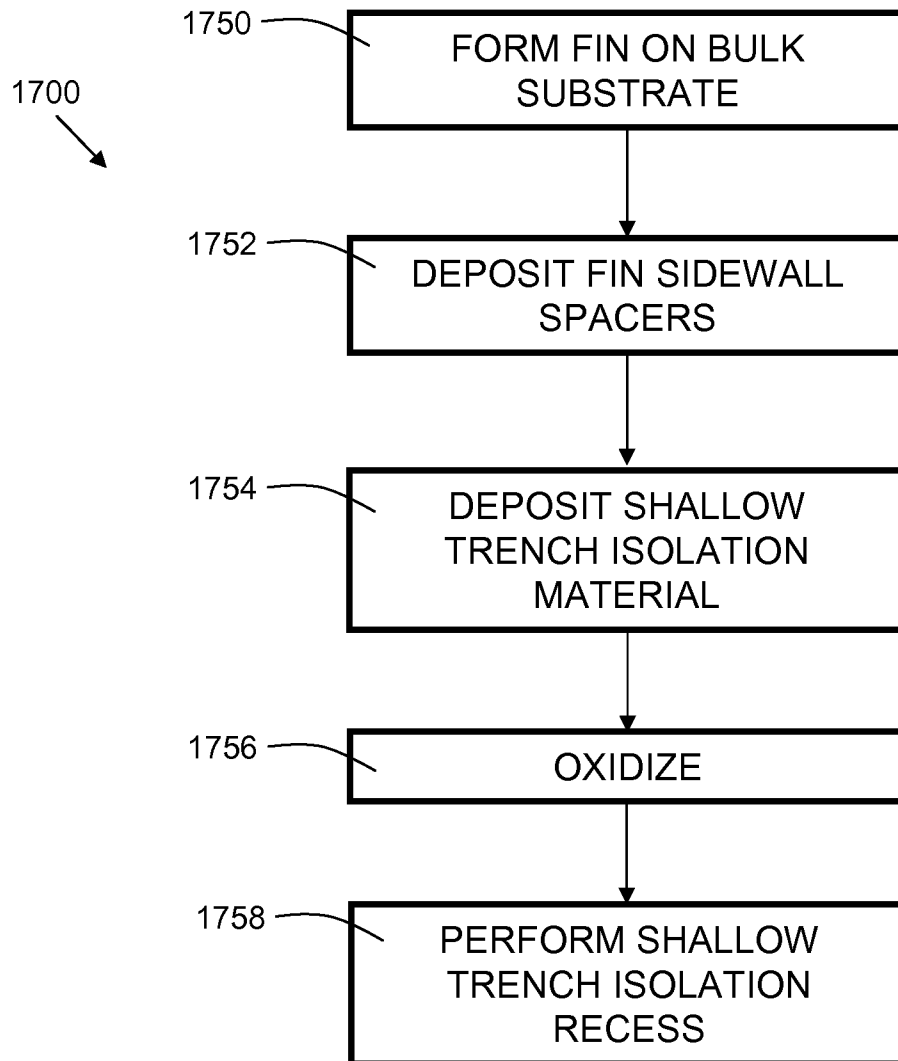 1750
FORM FIN ON BULK
SUBSTRATE
1700
1752
DEPOSIT FIN SIDEWALL
SPACERS
1754
DEPOSIT SHALLOW
TRENCH ISOLATION
MATERIAL
1756
OXIDIZE
1758
PERFORM SHALLOW
TRENCH ISOLATION
RECESS